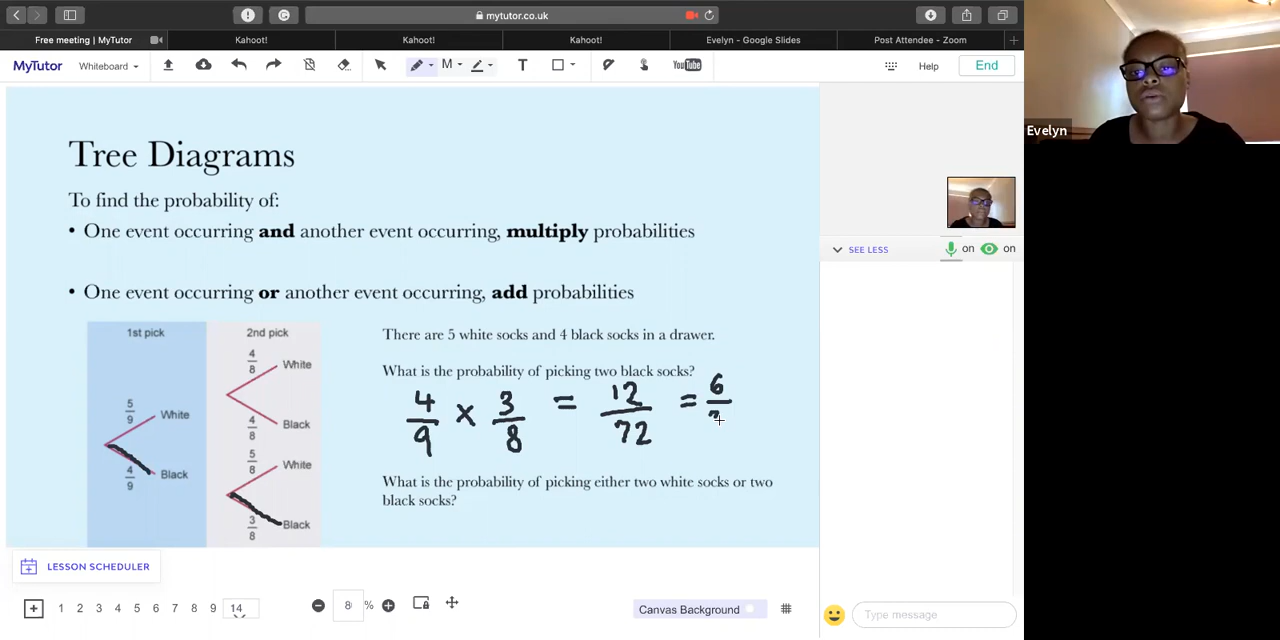 mytutor.co.uk
Free meeting | MyTutor
Kahoot!
Kahoot!
Kahoot!
Evelyn - Google Slides
Post Attendee - Zoom
MyTutor
Whiteboard
M
T
YouTube
Help
End
Tree Diagrams
To find the probability of:
• One event occurring and another event occurring, multiply probabilities
• One event occurring or another event occurring, add probabilities
1st pick
2nd pick
5/9
White
4/9
Black
4/8
White
4/8
Black
5/8
White
3/8
Black
There are 5 white socks and 4 black socks in a drawer.
What is the probability of picking two black socks?
4/9 x 3/8 = 12/72 = 6/
What is the probability of picking either two white socks or two
black socks?
LESSON SCHEDULER
1 2 3 4 5 6 7 8 9 14
8 %
Canvas Background
SEE LESS
on
on
Type message
Evelyn